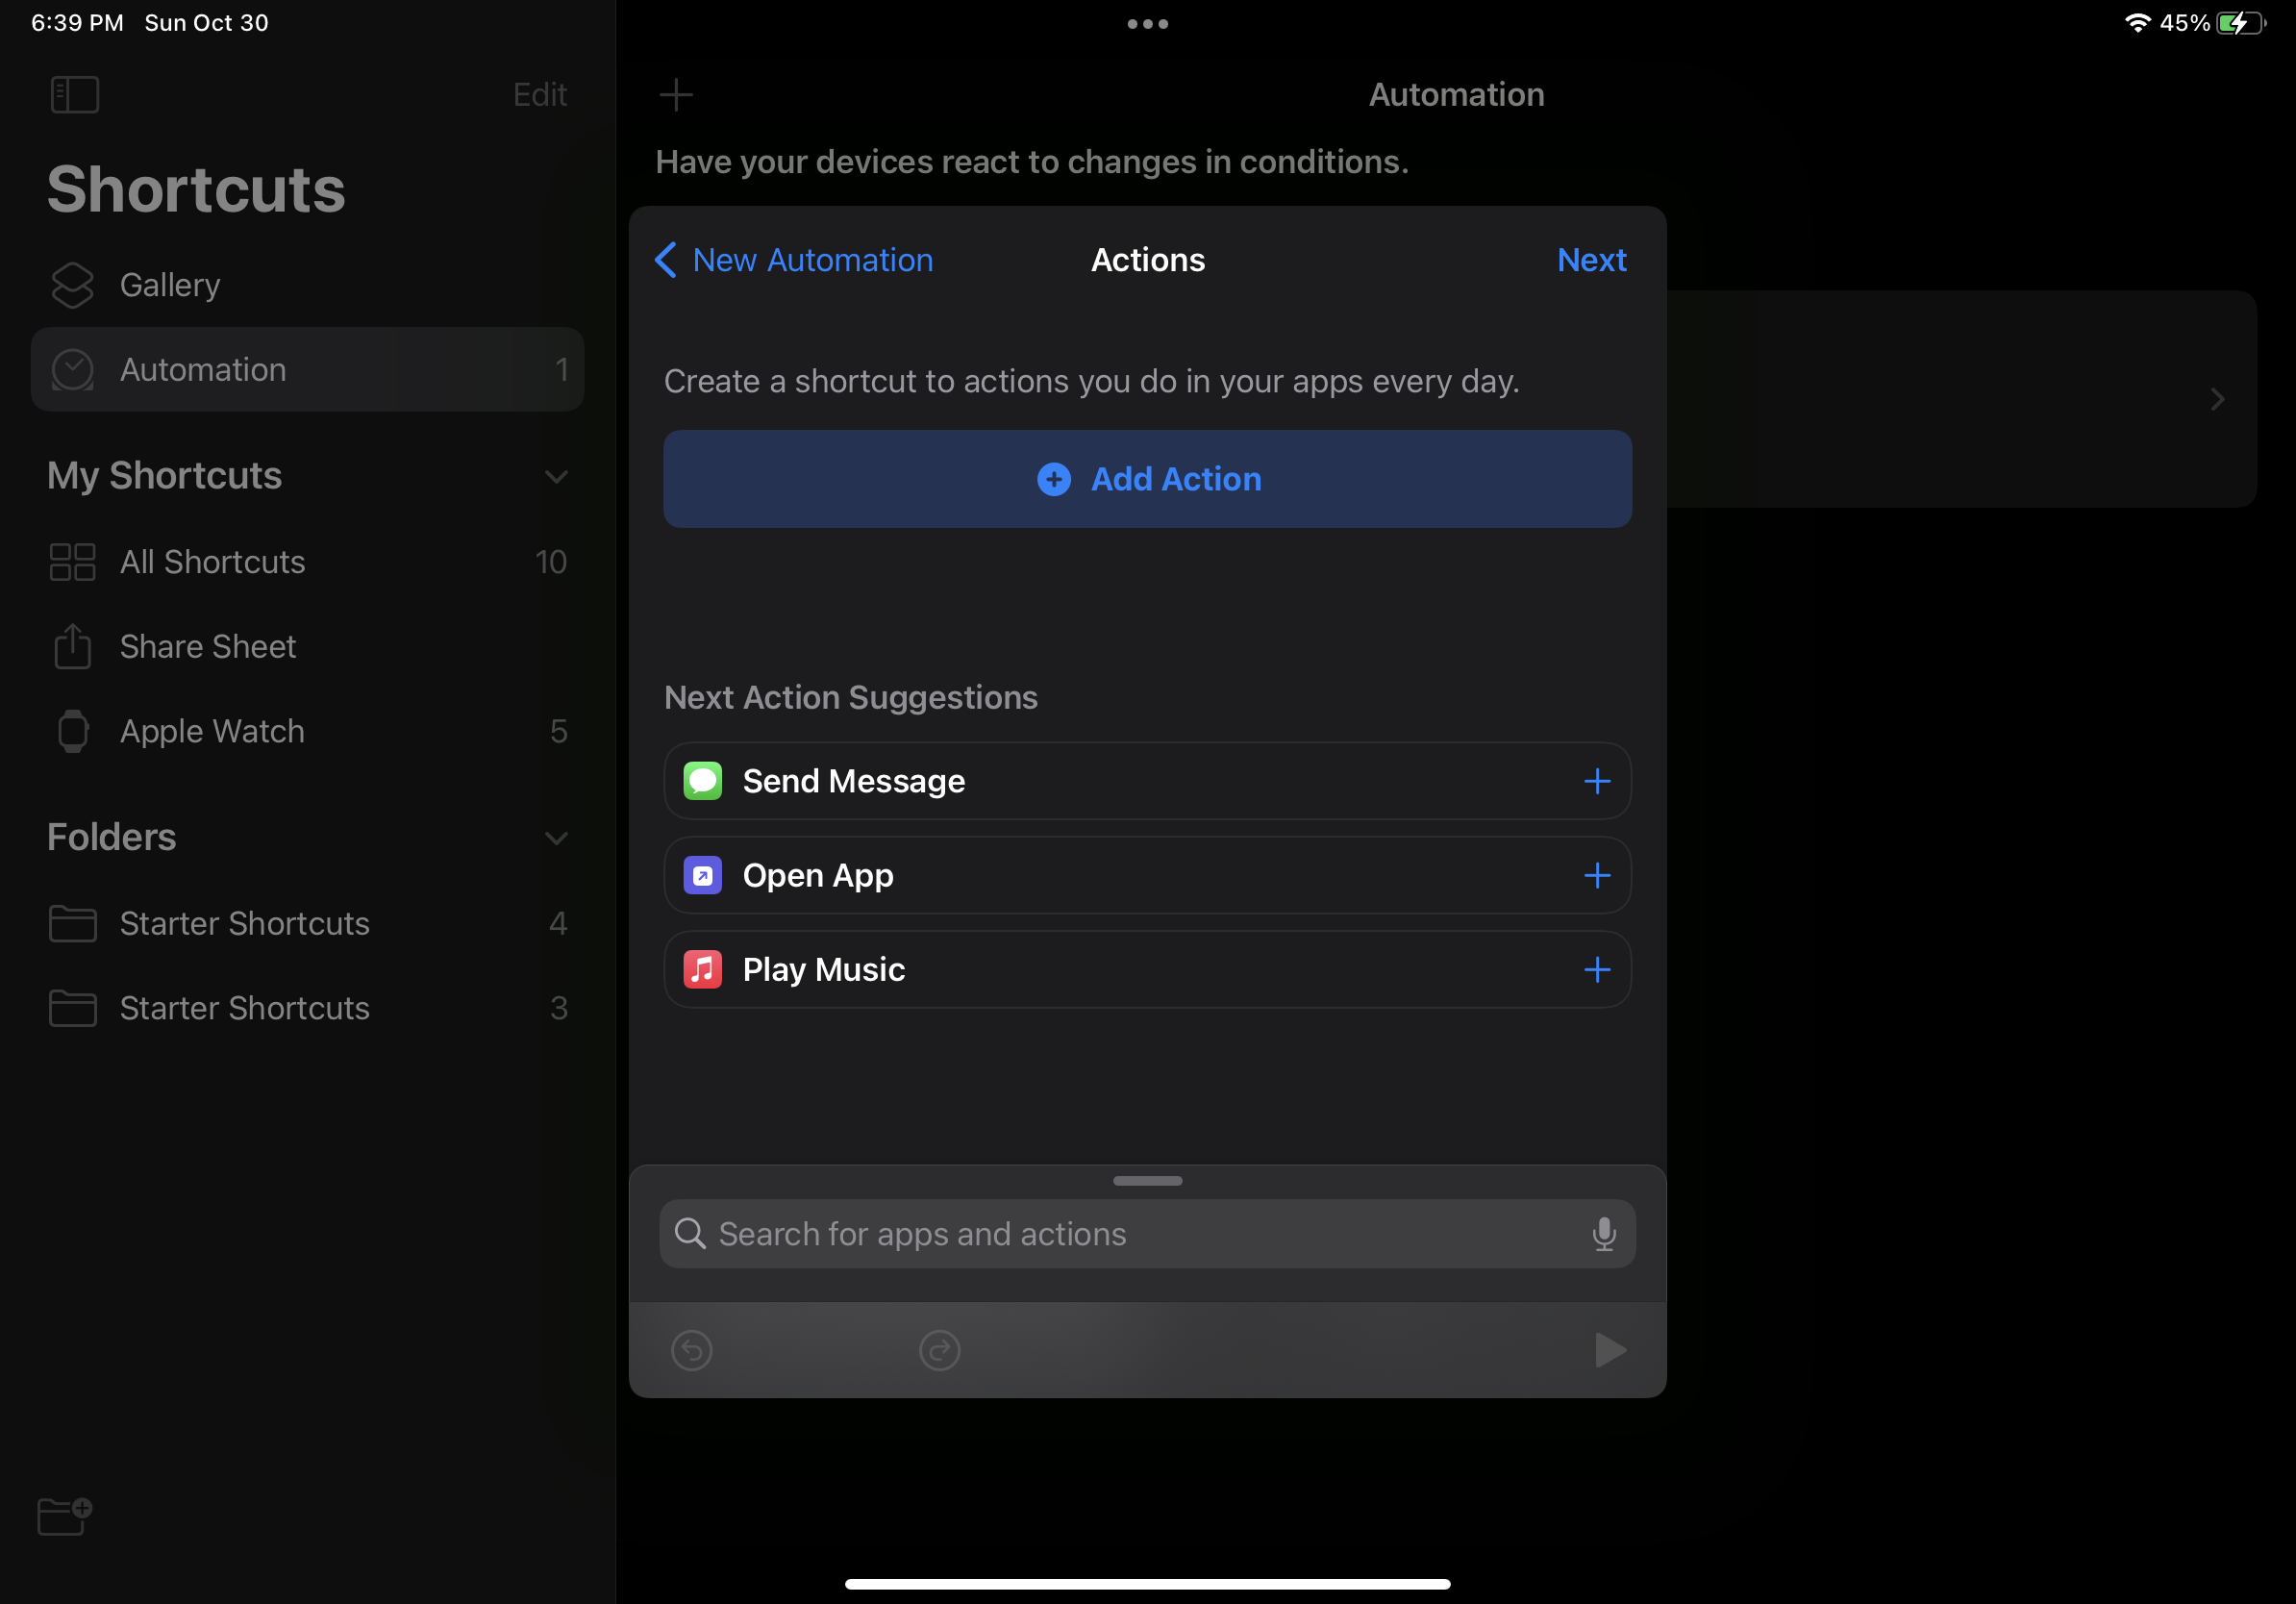 6:39 PM Sun Oct 30
45%
Edit
Shortcuts
Gallery
Automation 1
My Shortcuts
All Shortcuts 10
Share Sheet
Apple Watch 5
Folders
Starter Shortcuts 4
Starter Shortcuts 3
Automation
Have your devices react to changes in conditions.
New Automation Actions Next
Create a shortcut to actions you do in your apps every day.
Add Action
Next Action Suggestions
Send Message
Open App
Play Music
Search for apps and actions